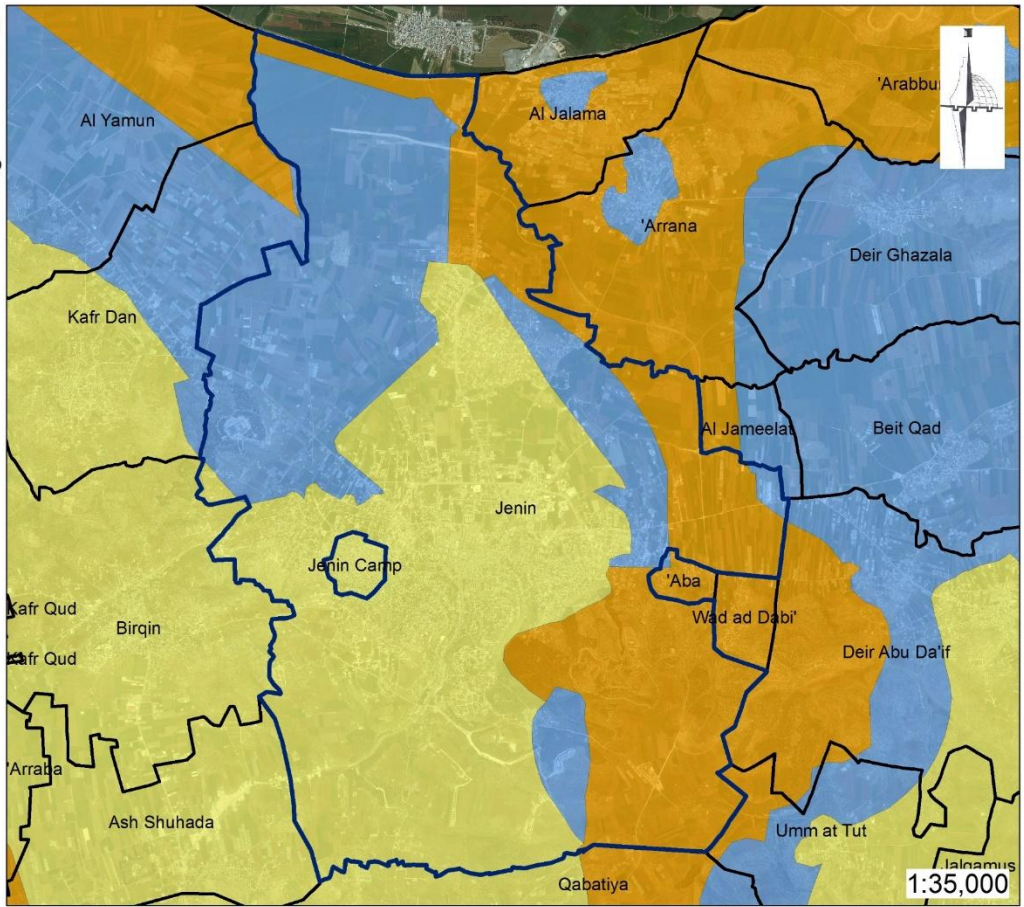 Al Yamun
Al Jalama
'Arabbu
'Arrana
Deir Ghazala
Kafr Dan
Al Jameelat
Beit Qad
Jenin
Jenin Camp
'Aba
Kafr Qud
Birqin
Wad ad Dabi'
Kafr Qud
Deir Abu Da'if
'Arraba
Ash Shuhada
Umm at Tut
Jalqamus
Qabatiya
1:35,000